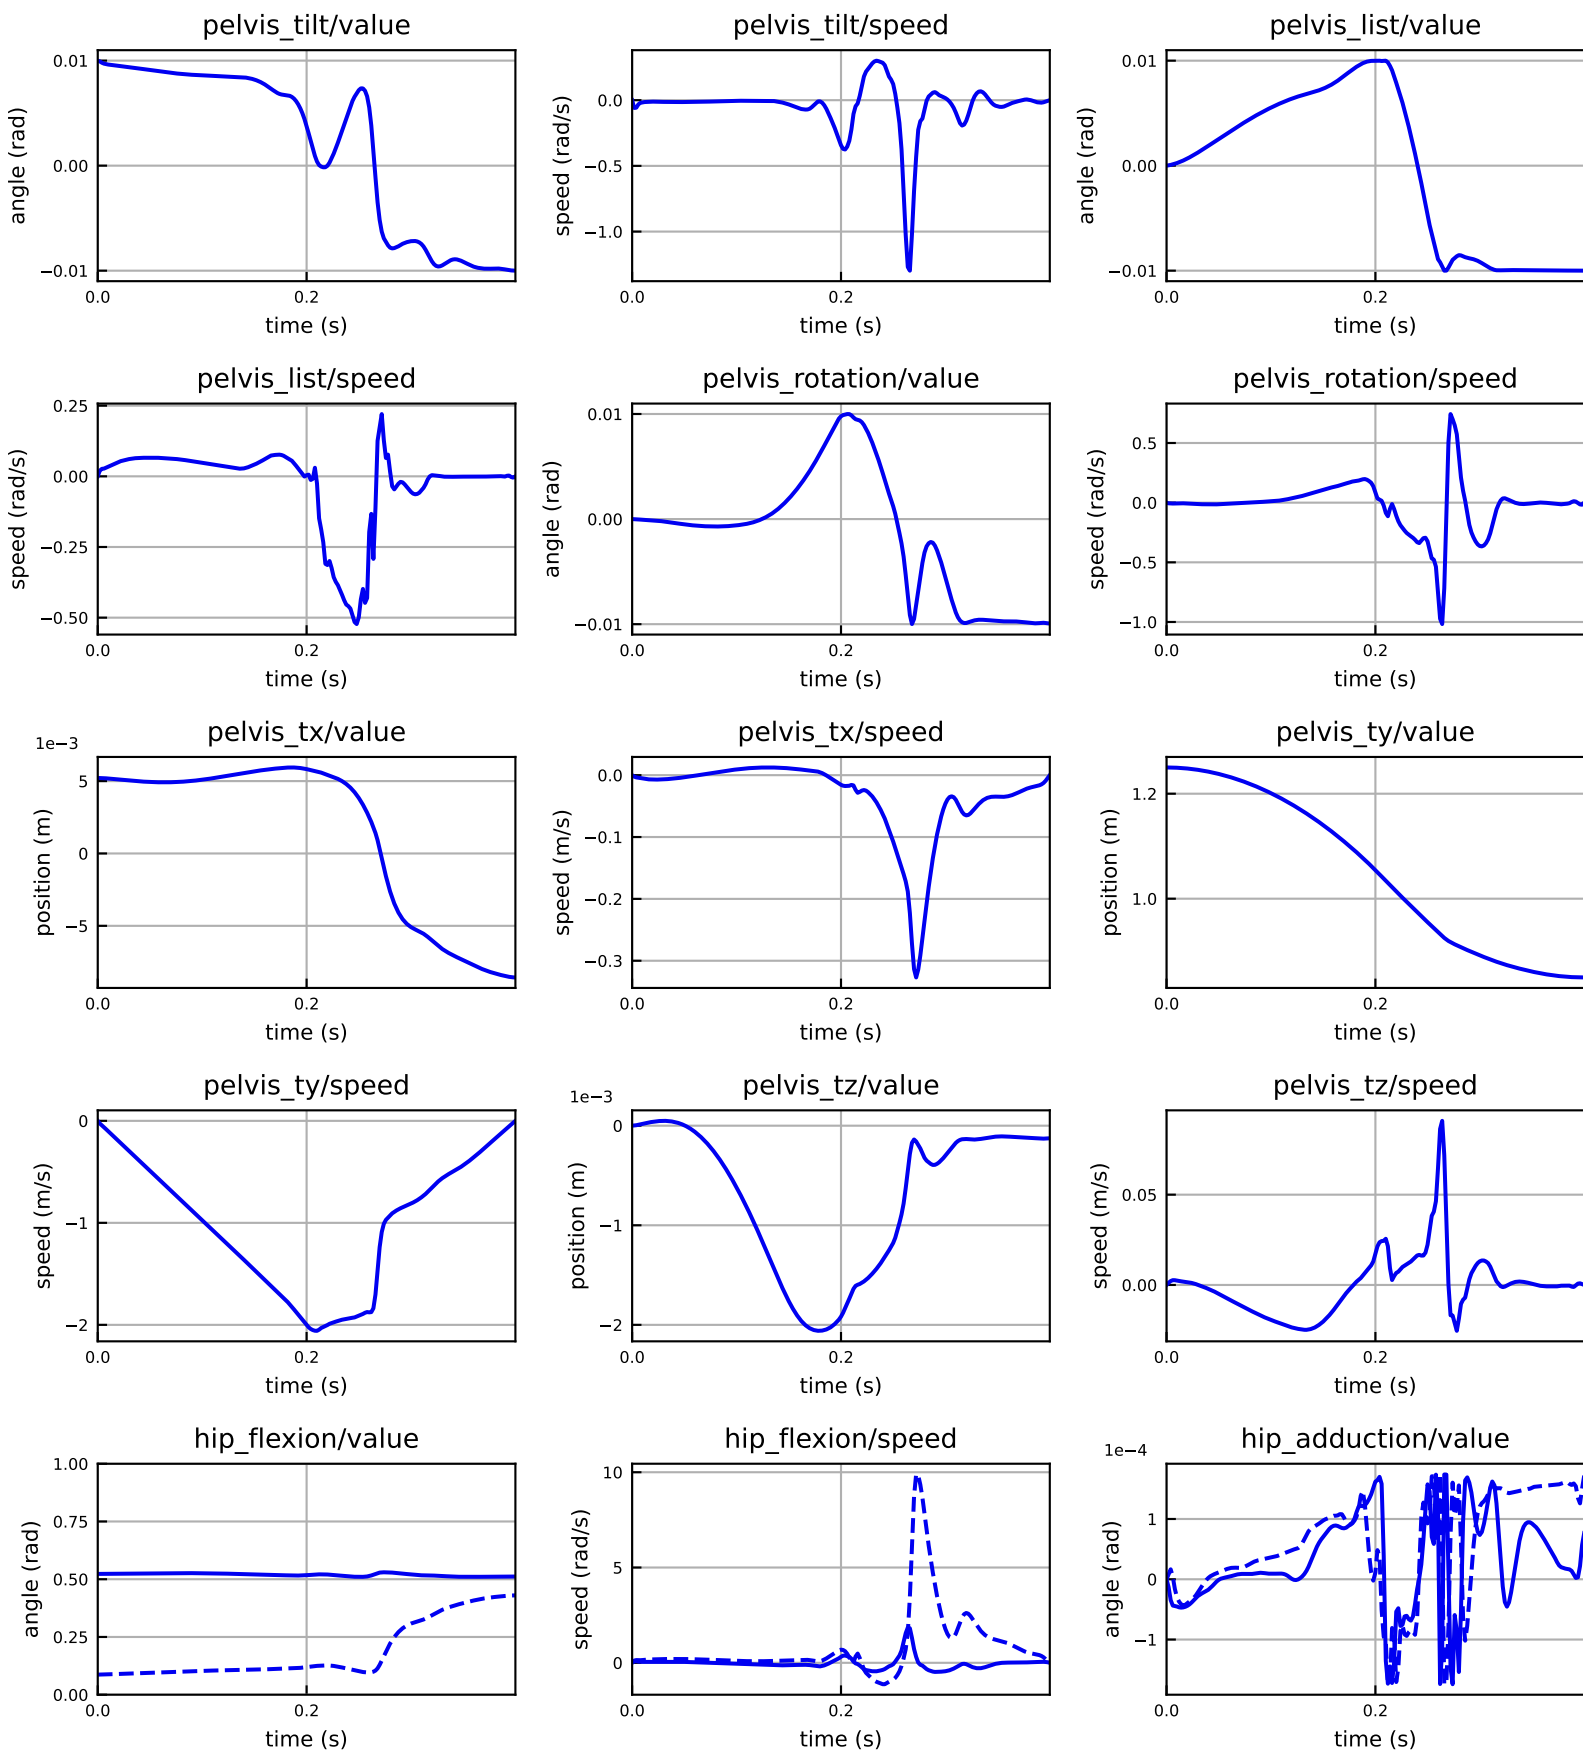 pelvis_tilt/value
angle (rad)
0.01
0.00
−0.01
0.0
0.2
time (s)
pelvis_tilt/speed
speed (rad/s)
0.0
−0.5
−1.0
0.0
0.2
time (s)
pelvis_list/value
angle (rad)
0.01
0.00
−0.01
0.0
0.2
time (s)
pelvis_list/speed
speed (rad/s)
0.25
0.00
−0.25
−0.50
0.0
0.2
time (s)
pelvis_rotation/value
angle (rad)
0.01
0.00
−0.01
0.0
0.2
time (s)
pelvis_rotation/speed
speed (rad/s)
0.5
0.0
−0.5
−1.0
0.0
0.2
time (s)
pelvis_tx/value
1e−3
position (m)
5
0
−5
0.0
0.2
time (s)
pelvis_tx/speed
speed (m/s)
0.0
−0.1
−0.2
−0.3
0.0
0.2
time (s)
pelvis_ty/value
position (m)
1.2
1.0
0.0
0.2
time (s)
pelvis_ty/speed
speed (m/s)
0
−1
−2
0.0
0.2
time (s)
pelvis_tz/value
1e−3
position (m)
0
−1
−2
0.0
0.2
time (s)
pelvis_tz/speed
speed (m/s)
0.05
0.00
0.0
0.2
time (s)
hip_flexion/value
angle (rad)
1.00
0.75
0.50
0.25
0.00
0.0
0.2
time (s)
hip_flexion/speed
speed (rad/s)
10
5
0
0.0
0.2
time (s)
hip_adduction/value
1e−4
angle (rad)
1
0
−1
0.0
0.2
time (s)